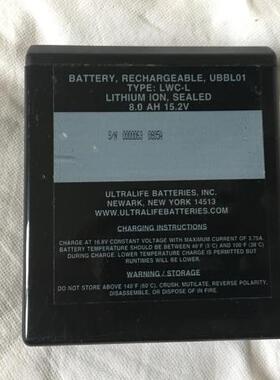 BATTERY, RECHARGEABLE, UBBL01
TYPE: LWC-L
LITHIUM ION, SEALED
8.0 AH 15.2V
S/N 0000063 0805A
ULTRALIFE BATTERIES, INC.
NEWARK, NEW YORK 14513
WWW.ULTRALIFEBATTERIES.COM
CHARGING INSTRUCTIONS
CHARGE AT 16.8V CONSTANT VOLTAGE WITH MAXIMUM CURRENT OF 3.75A.
BATTERY TEMPERATURE SHOULD BE BETWEEN 40°F (5°C) AND 100°F (38°C)
DURING CHARGE. LOWER TEMPERATURE CHARGE IS PERMITTED BUT
RUNTIMES WILL BE CHANGED.
WARNING / STORAGE
DO NOT STORE ABOVE 140°F (60°C), CRUSH, MUTILATE, REVERSE POLARITY,
DISASSEMBLE, OR DISPOSE OF IN FIRE.